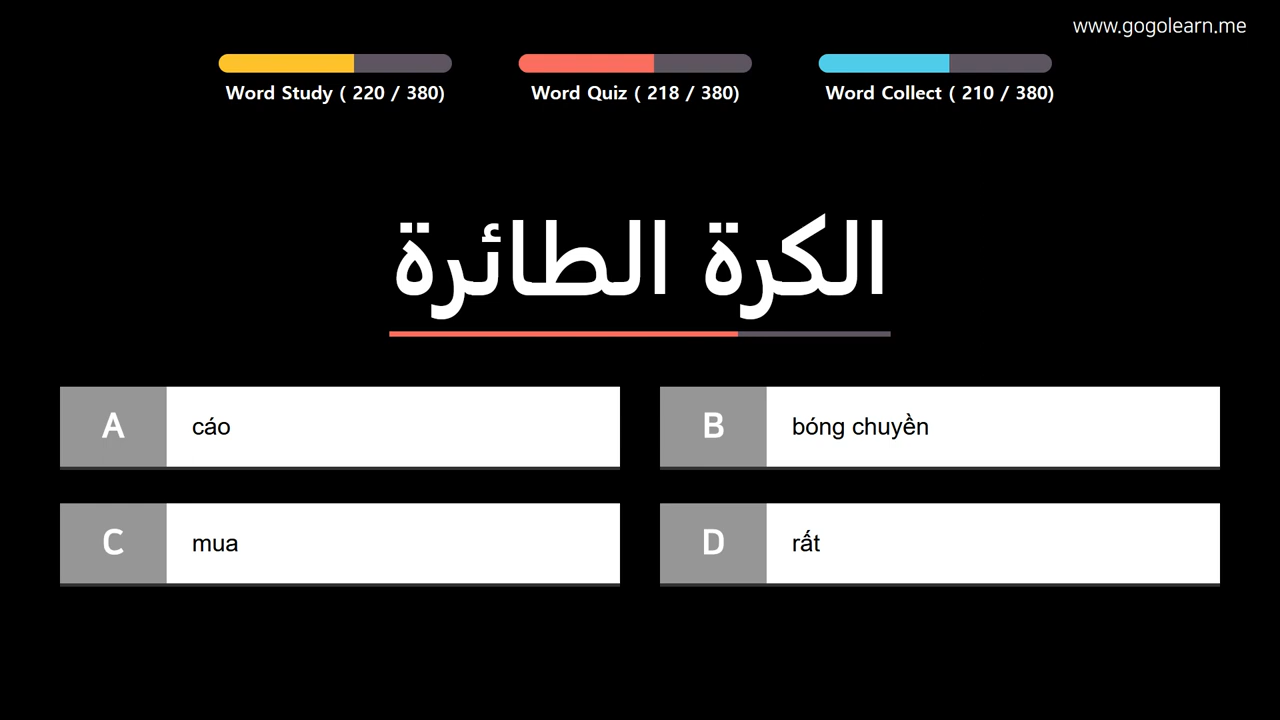 www.gogolearn.me
Word Study ( 220 / 380)
Word Quiz ( 218 / 380)
Word Collect ( 210 / 380)
الكرة الطائرة
A
cáo
B
bóng chuyền
C
mua
D
rất